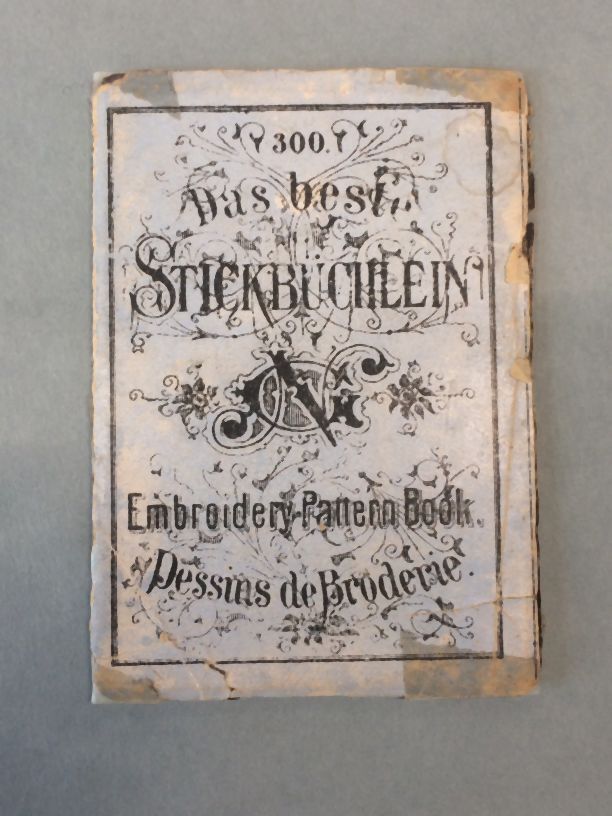 300.
Das beste
STICKBÜCHLEIN
Embroidery Pattern Book.
Dessins de Broderie.